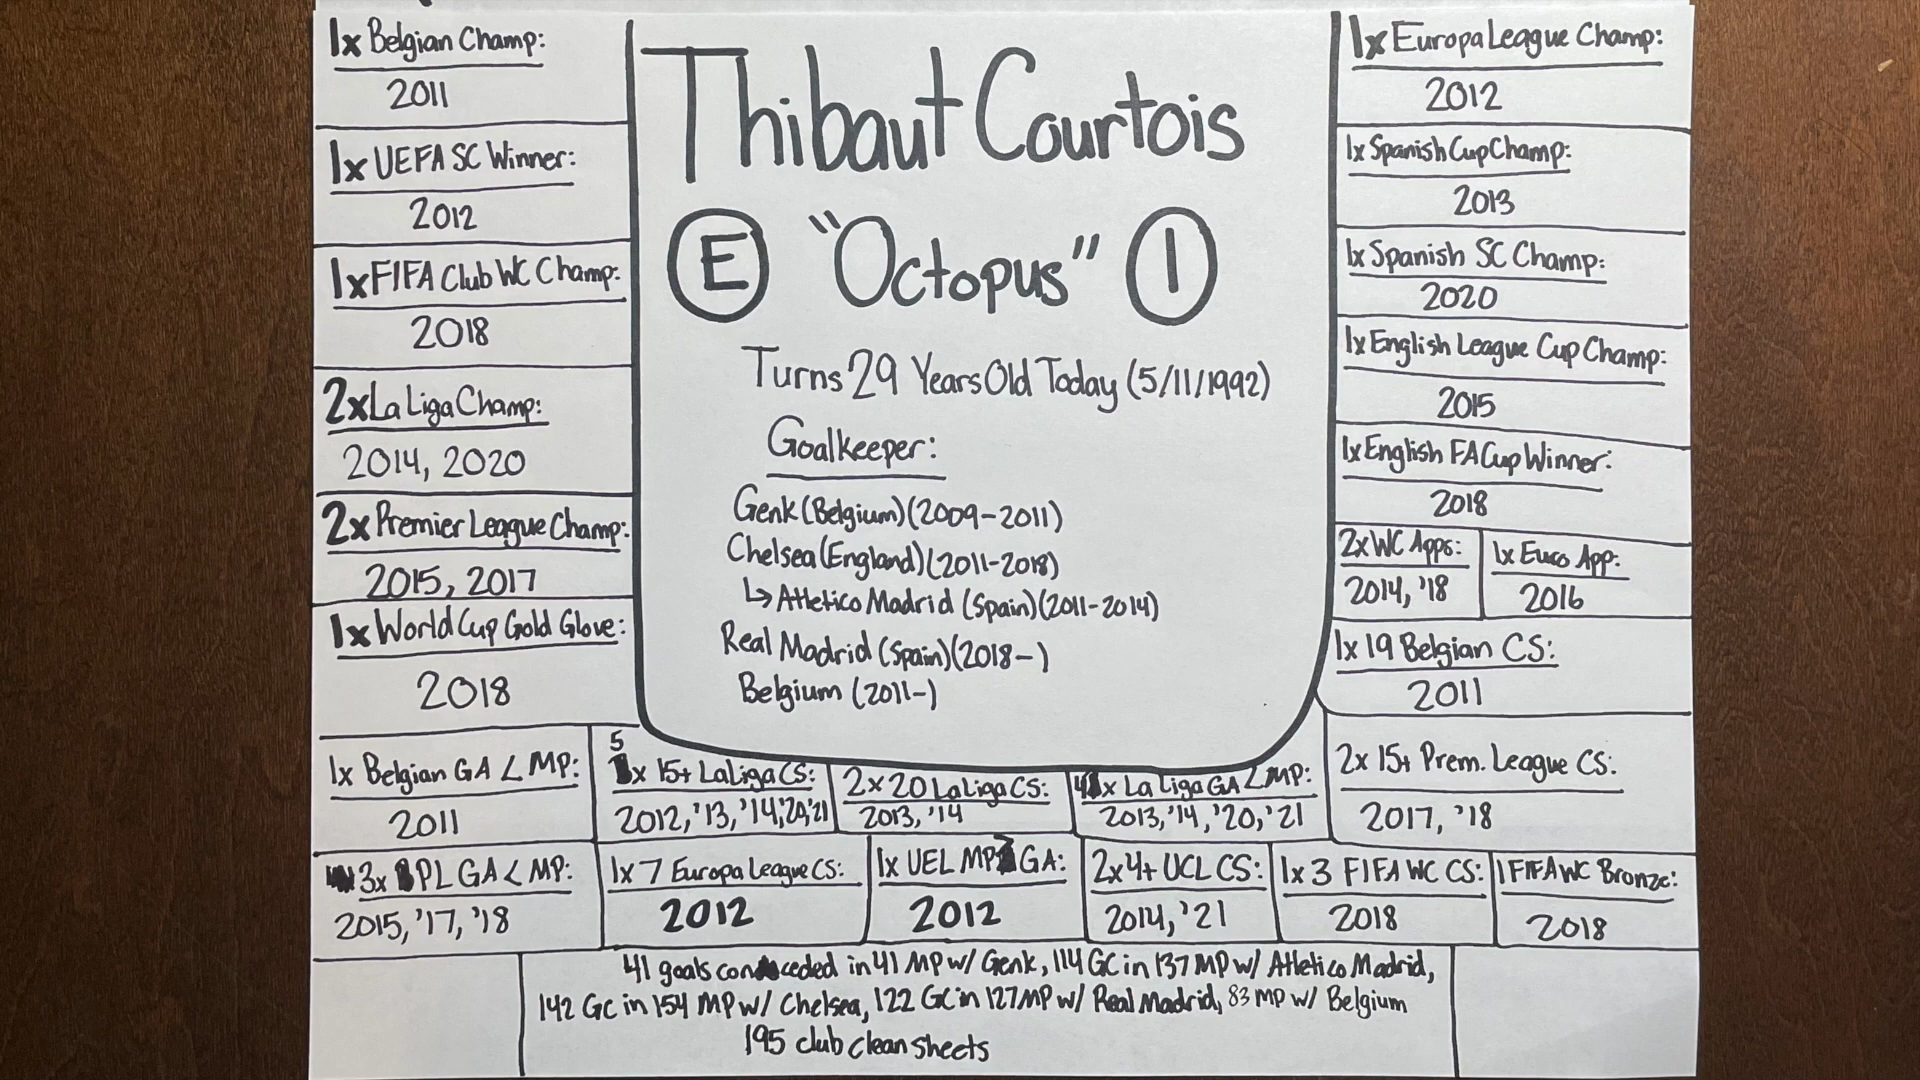 Thibaut Courtois
E "Octopus" 1
Turns 29 Years Old Today (5/11/1992)
Goalkeeper:
Genk (Belgium) (2009-2011)
Chelsea (England) (2011-2018)
↳ Atletico Madrid (Spain) (2011-2014)
Real Madrid (Spain) (2018-)
Belgium (2011-)
1x Belgian Champ:
2011
1x UEFA SC Winner:
2012
1x FIFA Club WC Champ:
2018
2x La Liga Champ:
2014, 2020
2x Premier League Champ:
2015, 2017
1x World Cup Gold Glove:
2018
1x Europa League Champ:
2012
1x Spanish Cup Champ:
2013
1x Spanish SC Champ:
2020
1x English League Cup Champ:
2015
1x English FA Cup Winner:
2018
2x WC Apps:
2014, '18
1x Euro App:
2016
1x 19 Belgian CS:
2011
1x Belgian GA < MP:
2011
5x 15+ La Liga CS:
2012, '13, '14, '20, '21
2x 20 La Liga CS:
2013, '14
4x La Liga GA < MP:
2013, '14, '20, '21
2x 15+ Prem. League CS:
2017, '18
3x PL GA < MP:
2015, '17, '18
1x 7 Europa League CS:
2012
1x UEL MP > GA:
2012
2x 4+ UCL CS:
2014, '21
1x 3 FIFA WC CS:
2018
1 FIFA WC Bronze:
2018
41 goals conceded in 41 MP w/ Genk, 114 GC in 137 MP w/ Atletico Madrid,
142 GC in 154 MP w/ Chelsea, 122 GC in 127 MP w/ Real Madrid, 83 MP w/ Belgium
195 club clean sheets